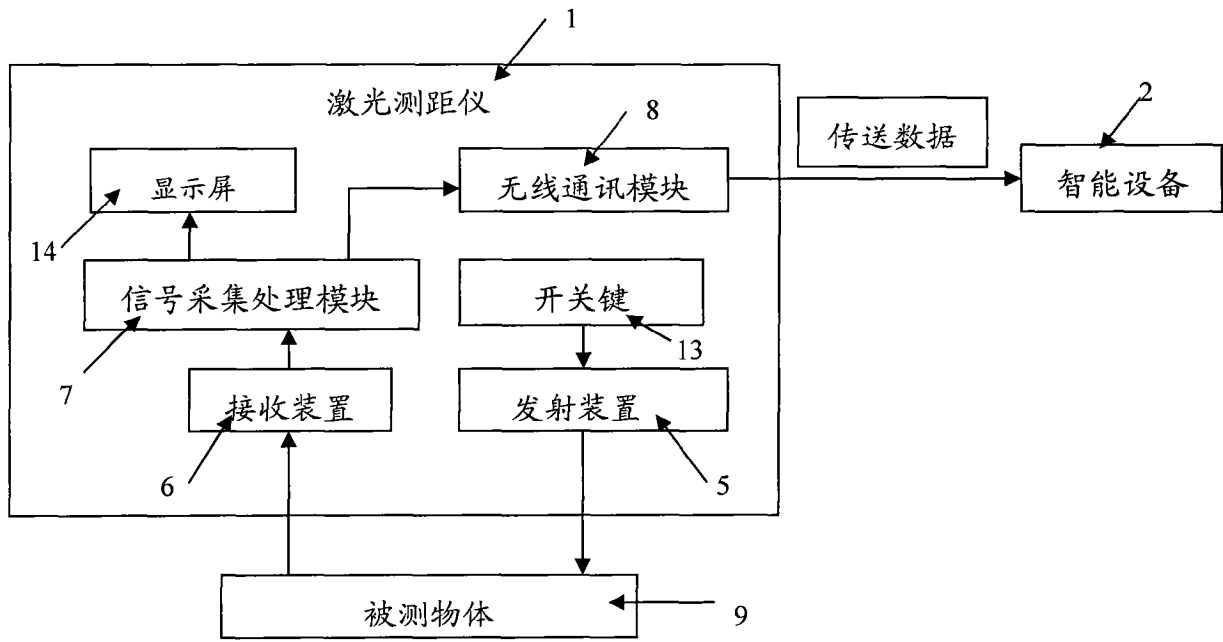 1
激光测距仪
8
传送数据
2
显示屏
无线通讯模块
智能设备
14
信号采集处理模块
开关键
7
13
接收装置
发射装置
6
5
被测物体
9